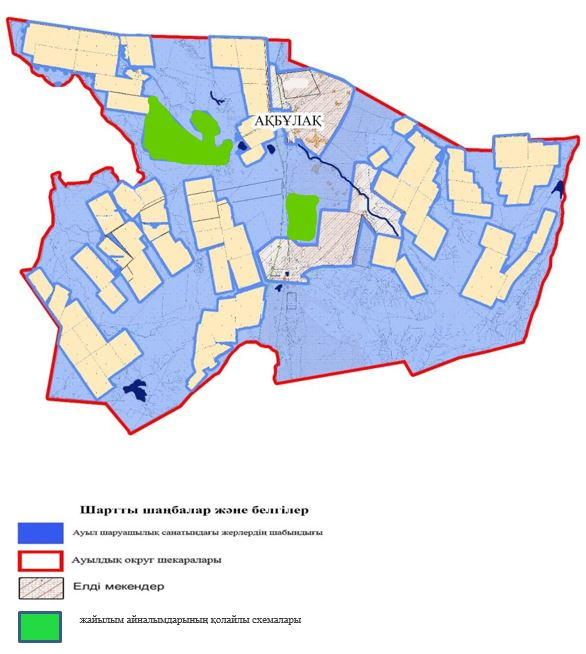 АҚБҰЛАҚ
Шартты шаңбалар және белгілер
Ауыл шаруашылық санатындағы жерлердің шабындығы
Ауылдық округ шекаралары
Елді мекендер
жайылым айналымдарының қолайлы схемалары